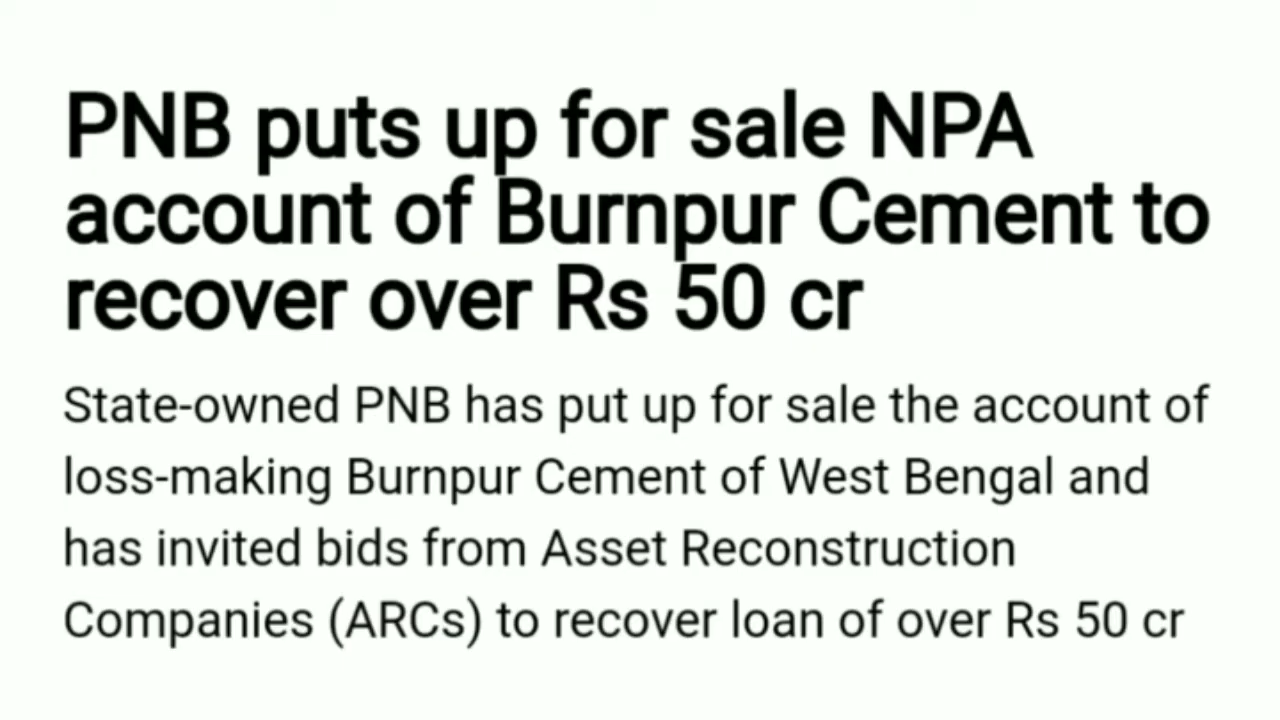 PNB puts up for sale NPA
account of Burnpur Cement to
recover over Rs 50 cr
State-owned PNB has put up for sale the account of
loss-making Burnpur Cement of West Bengal and
has invited bids from Asset Reconstruction
Companies (ARCs) to recover loan of over Rs 50 cr